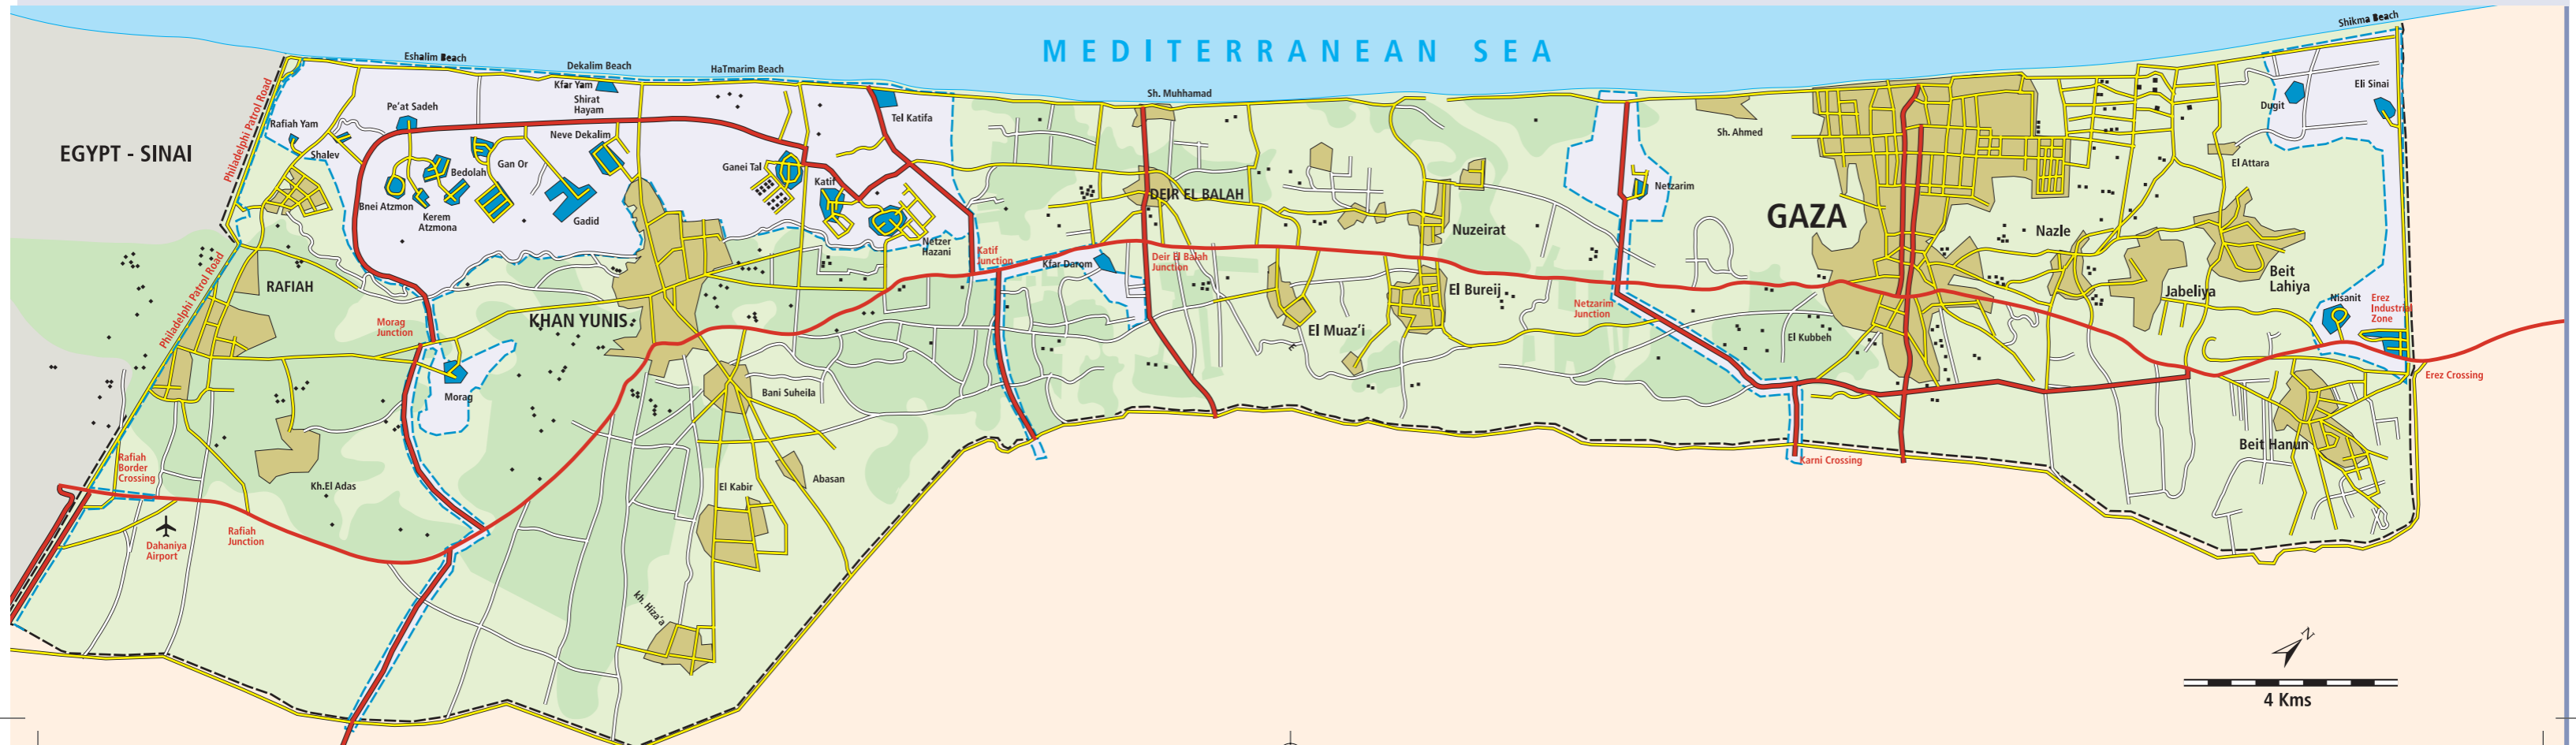 Shikma Beach
MEDITERRANEAN SEA
Eshalim Beach
Dekalim Beach
HaTmarim Beach
Kfar Yam
Shirat
Hayam
Sh. Muhhamad
Eli Sinai
Dugit
Philadelphi Patrol Road
Pe'at Sadeh
Rafiah Yam
Neve Dekalim
Tel Katifa
Sh. Ahmed
EGYPT - SINAI
Shalev
Gan Or
Bedolah
Ganei Tal
Katif
El Attara
Netzarim
DEIR EL BALAH
Bnei Atzmon
Kerem
Atzmona
Gadid
GAZA
Nuzeirat
Nazle
Netzer
Hazani
Katif
Junction
Kfar Darom
Deir El Balah
Junction
Philadelphi Patrol Road
RAFIAH
Beit
Lahiya
El Bureij
Jabeliya
Nisanit
Erez
Industrial
Zone
Netzarim
Junction
Morag
Junction
KHAN YUNIS
El Muaz'i
El Kubbeh
Erez Crossing
Morag
Bani Suheila
Beit Hanun
Karni Crossing
Rafiah
Border
Crossing
Kh.El Adas
El Kabir
Abasan
Dahaniya
Airport
Rafiah
Junction
kh. Hiza'a
N
4 Kms